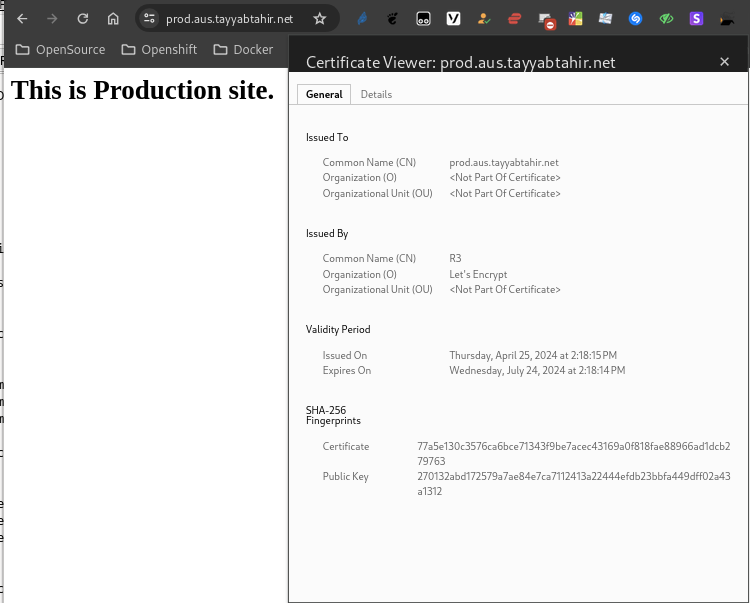 prod.aus.tayyabtahir.net
OpenSource Openshift Docker
This is Production site.
Certificate Viewer: prod.aus.tayyabtahir.net
General Details
Issued To
Common Name (CN) prod.aus.tayyabtahir.net
Organization (O) <Not Part Of Certificate>
Organizational Unit (OU) <Not Part Of Certificate>
Issued By
Common Name (CN) R3
Organization (O) Let's Encrypt
Organizational Unit (OU) <Not Part Of Certificate>
Validity Period
Issued On Thursday, April 25, 2024 at 2:18:15 PM
Expires On Wednesday, July 24, 2024 at 2:18:14 PM
SHA-256
Fingerprints
Certificate 77a5e130c3576ca6bce71343f9be7acec43169a0f818fae88966ad1dcb2
79763
Public Key 270132abd172579a7ae84e7ca7112413a22444efdb23bbfa449dff02a43
a1312